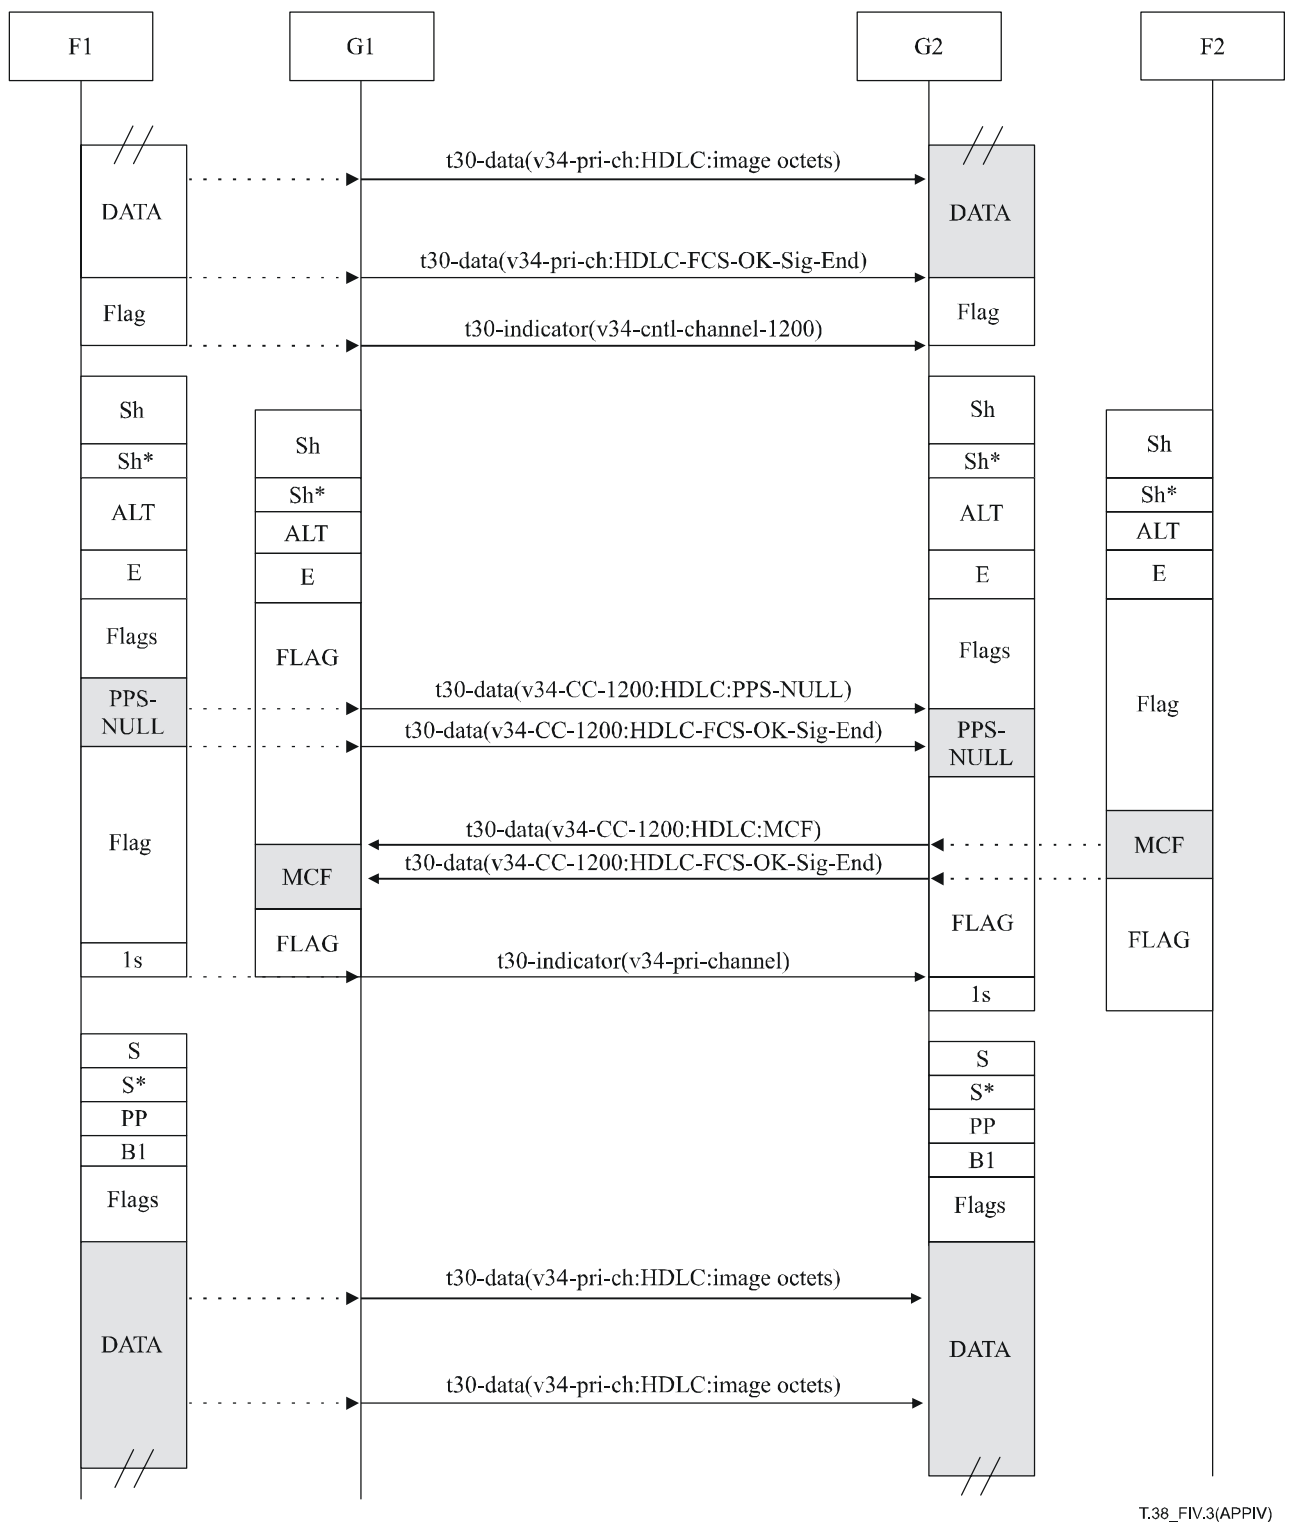 F1 G1 G2 F2
t30-data(v34-pri-ch:HDLC:image octets)
DATA DATA
t30-data(v34-pri-ch:HDLC-FCS-OK-Sig-End)
Flag Flag
t30-indicator(v34-cntl-channel-1200)
Sh Sh
Sh Sh
Sh* Sh*
Sh* Sh*
ALT ALT
ALT ALT
E E
E E
Flags Flags
FLAG
t30-data(v34-CC-1200:HDLC:PPS-NULL)
PPS-
NULL
Flag
t30-data(v34-CC-1200:HDLC-FCS-OK-Sig-End)
PPS-
NULL
t30-data(v34-CC-1200:HDLC:MCF)
Flag MCF
t30-data(v34-CC-1200:HDLC-FCS-OK-Sig-End)
MCF
FLAG FLAG FLAG
1s t30-indicator(v34-pri-channel)
1s
S S
S* S*
PP PP
B1 B1
Flags Flags
t30-data(v34-pri-ch:HDLC:image octets)
DATA DATA
t30-data(v34-pri-ch:HDLC:image octets)
T.38_FIV.3(APPIV)